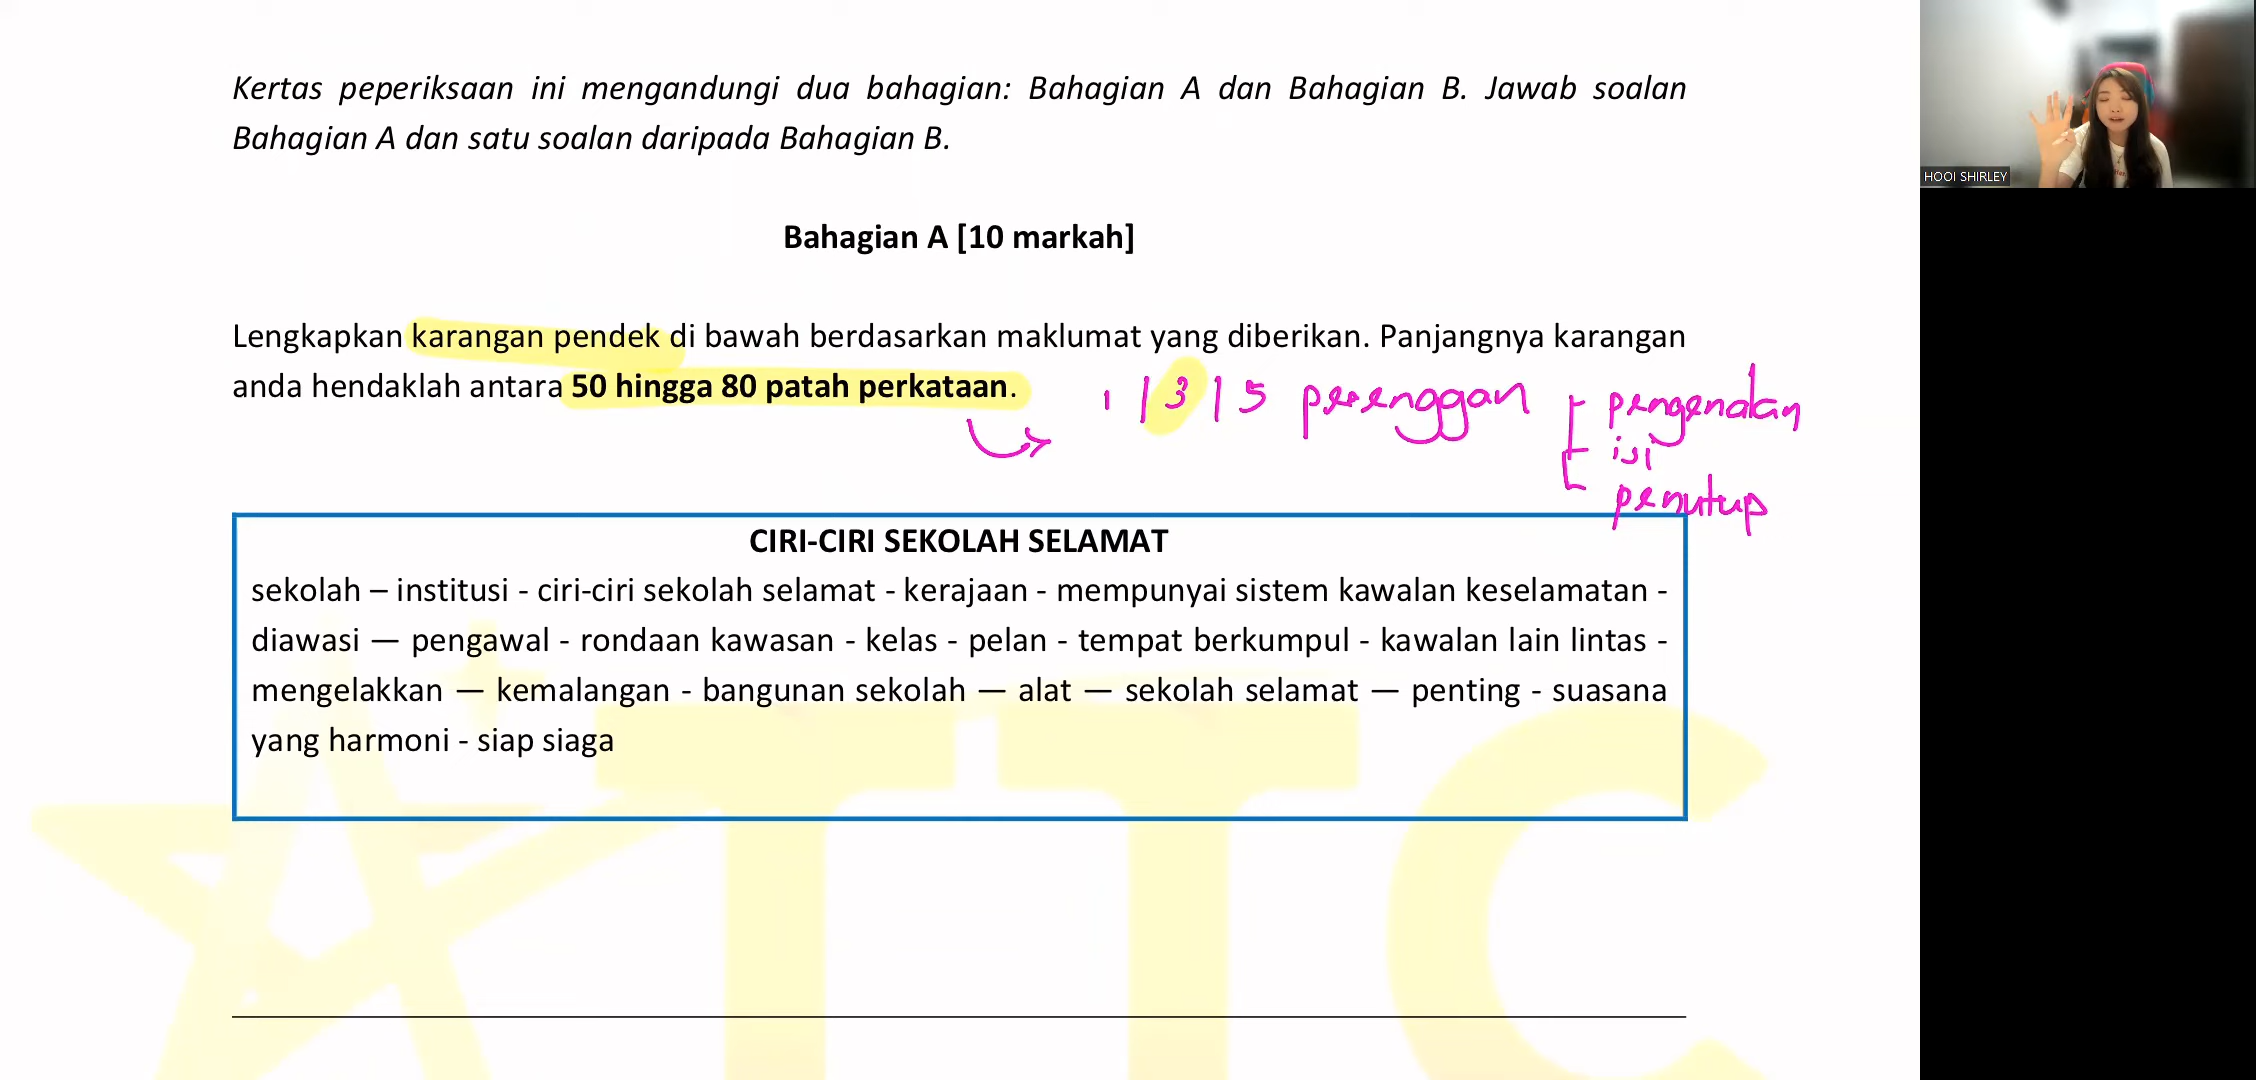 Kertas peperiksaan ini mengandungi dua bahagian: Bahagian A dan Bahagian B. Jawab soalan
Bahagian A dan satu soalan daripada Bahagian B.
HOOI SHIRLEY
Bahagian A [10 markah]
Lengkapkan karangan pendek di bawah berdasarkan maklumat yang diberikan. Panjangnya karangan
anda hendaklah antara 50 hingga 80 patah perkataan.
1 | 3 | 5 perenggan
pengenalan
isi
penutup
CIRI-CIRI SEKOLAH SELAMAT
sekolah – institusi - ciri-ciri sekolah selamat - kerajaan - mempunyai sistem kawalan keselamatan -
diawasi — pengawal - rondaan kawasan - kelas - pelan - tempat berkumpul - kawalan lain lintas -
mengelakkan — kemalangan - bangunan sekolah — alat — sekolah selamat — penting - suasana
yang harmoni - siap siaga
TTC